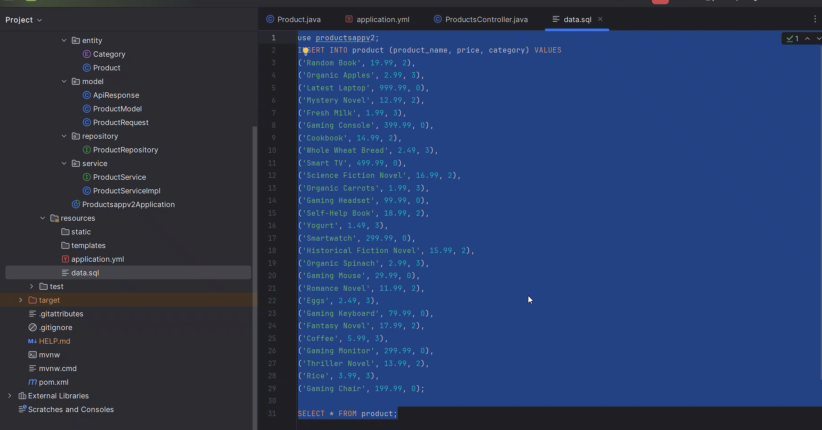 Project
Product.java
application.yml
ProductsController.java
data.sql
entity
Category
Product
model
ApiResponse
ProductModel
ProductRequest
repository
ProductRepository
service
ProductService
ProductServiceImpl
Productsappv2Application
resources
static
templates
application.yml
data.sql
test
target
.gitattributes
.gitignore
HELP.md
mvnw
mvnw.cmd
pom.xml
External Libraries
Scratches and Consoles
1
1 use productsappv2;
2 INSERT INTO product (product_name, price, category) VALUES
3 ('Random Book', 19.99, 2),
4 ('Organic Apples', 2.99, 3),
5 ('Latest Laptop', 999.99, 0),
6 ('Mystery Novel', 12.99, 2),
7 ('Fresh Milk', 1.99, 3),
8 ('Gaming Console', 399.99, 0),
9 ('Cookbook', 14.99, 2),
10 ('Whole Wheat Bread', 2.49, 3),
11 ('Smart TV', 499.99, 0),
12 ('Science Fiction Novel', 16.99, 2),
13 ('Organic Carrots', 1.99, 3),
14 ('Gaming Headset', 99.99, 0),
15 ('Self-Help Book', 18.99, 2),
16 ('Yogurt', 1.49, 3),
17 ('Smartwatch', 299.99, 0),
18 ('Historical Fiction Novel', 15.99, 2),
19 ('Organic Spinach', 2.99, 3),
20 ('Gaming Mouse', 29.99, 0),
21 ('Romance Novel', 11.99, 2),
22 ('Eggs', 2.49, 3),
23 ('Gaming Keyboard', 79.99, 0),
24 ('Fantasy Novel', 17.99, 2),
25 ('Coffee', 5.99, 3),
26 ('Gaming Monitor', 299.99, 0),
27 ('Thriller Novel', 13.99, 2),
28 ('Rice', 3.99, 3),
29 ('Gaming Chair', 199.99, 0);
30
31 SELECT * FROM product;